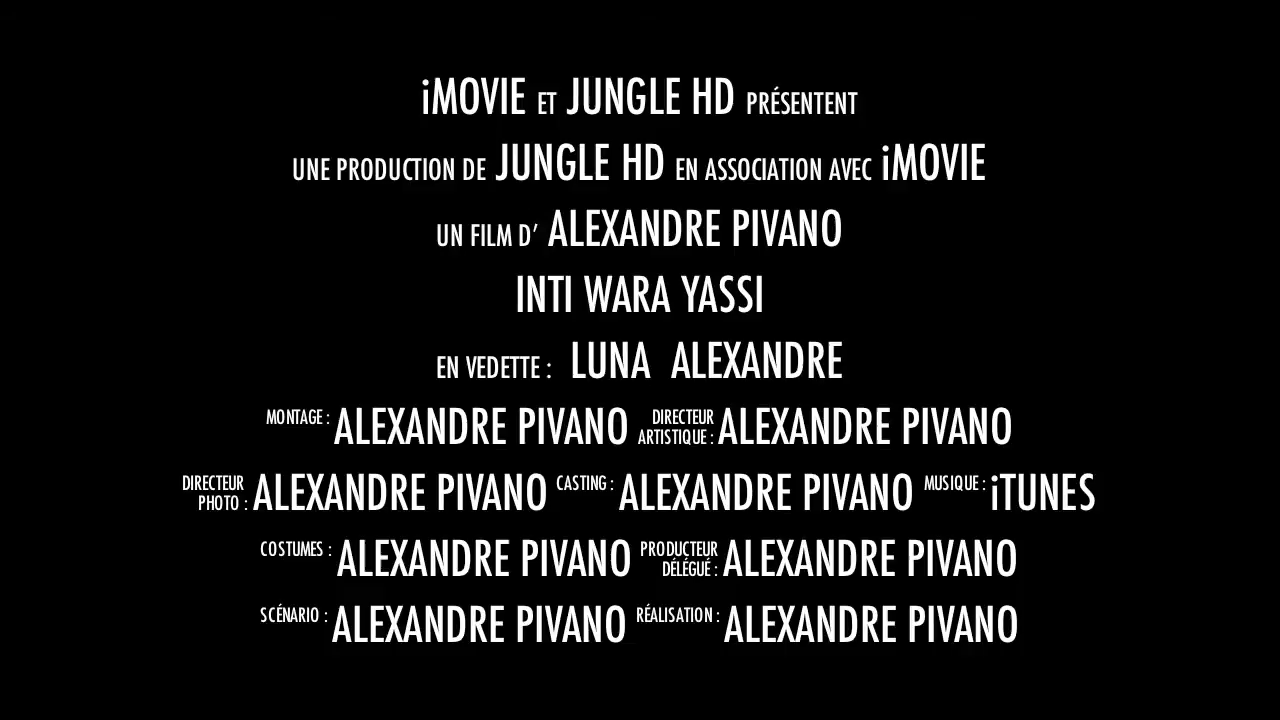 iMOVIE ET JUNGLE HD PRÉSENTENT
UNE PRODUCTION DE JUNGLE HD EN ASSOCIATION AVEC iMOVIE
UN FILM D’ ALEXANDRE PIVANO
INTI WARA YASSI
EN VEDETTE : LUNA ALEXANDRE
MONTAGE : ALEXANDRE PIVANO DIRECTEUR ARTISTIQUE : ALEXANDRE PIVANO
DIRECTEUR PHOTO : ALEXANDRE PIVANO CASTING : ALEXANDRE PIVANO MUSIQUE : iTUNES
COSTUMES : ALEXANDRE PIVANO PRODUCTEUR DÉLÉGUÉ : ALEXANDRE PIVANO
SCÉNARIO : ALEXANDRE PIVANO RÉALISATION : ALEXANDRE PIVANO